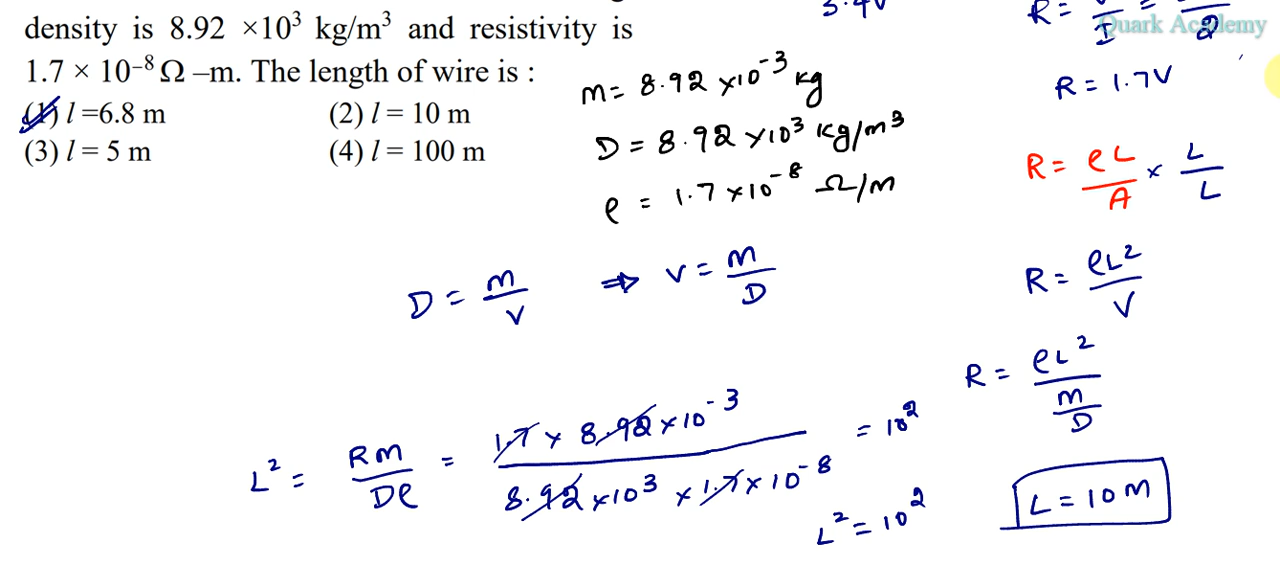 density is 8.92 ×10³ kg/m³ and resistivity is
1.7 × 10⁻⁸ Ω –m. The length of wire is :
(1) l =6.8 m (2) l = 10 m
(3) l = 5 m (4) l = 100 m
Quark Academy
m= 8.92 ×10⁻³ kg
D = 8.92 ×10³ kg/m³
ρ = 1.7 ×10⁻⁸ Ω/m
R = 1.7V
R = ρL/A × L/L
D = m/V ⇒ V = m/D
R = ρL²/V
R = ρL²/(m/D)
L² = Rm/Dρ = 1.7 × 8.92 ×10⁻³ / 8.92 ×10³ × 1.7 × 10⁻⁸ = 10²
L² = 10²
L = 10 m